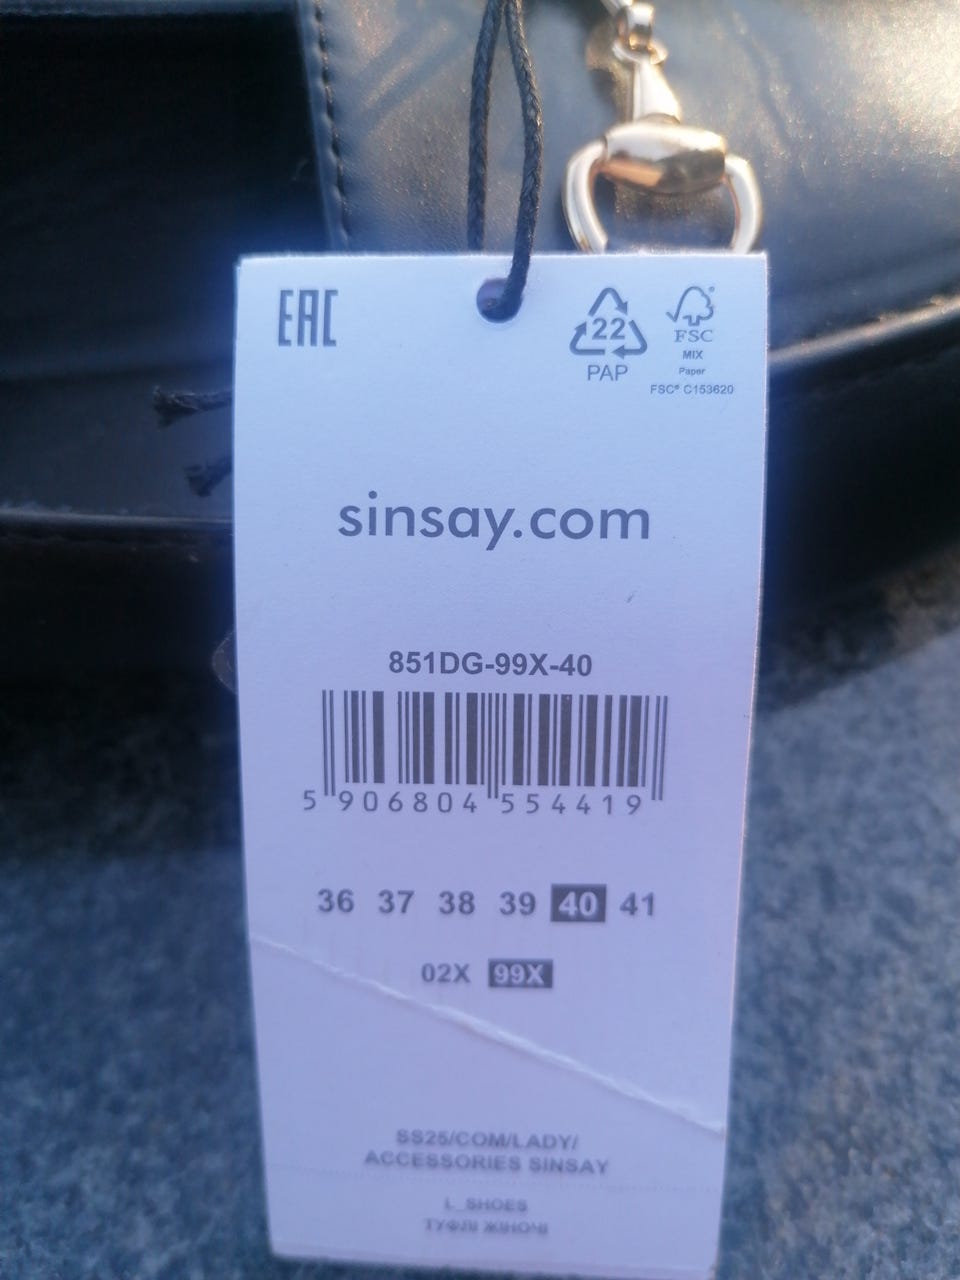 EAC
22
PAP
FSC
MIX
Paper
FSC® C153620
sinsay.com
851DG-99X-40
5 906804 554419
36 37 38 39 40 41
02X 99X
SS25/COM/LADY/
ACCESSORIES SINSAY
L_SHOES
ТУФЛІ ЖІНОЧІ